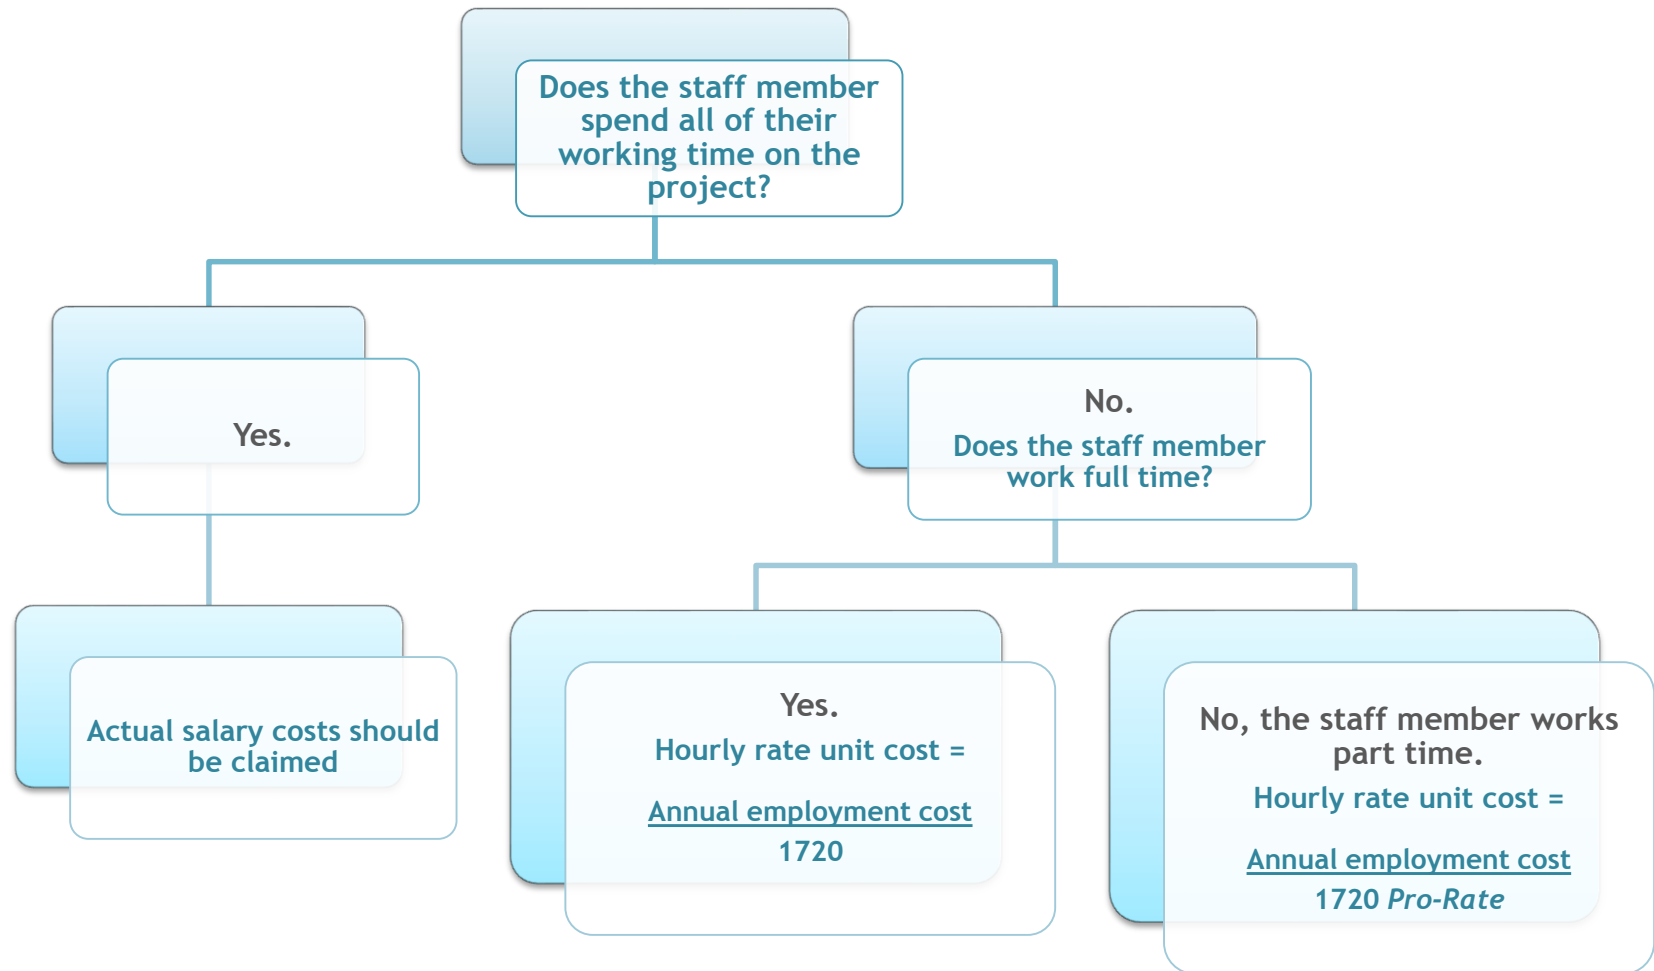 Does the staff member
spend all of their
working time on the
project?
Yes.
No.
Does the staff member
work full time?
Actual salary costs should
be claimed
Yes.
Hourly rate unit cost =
Annual employment cost
1720
No, the staff member works
part time.
Hourly rate unit cost =
Annual employment cost
1720 Pro-Rate